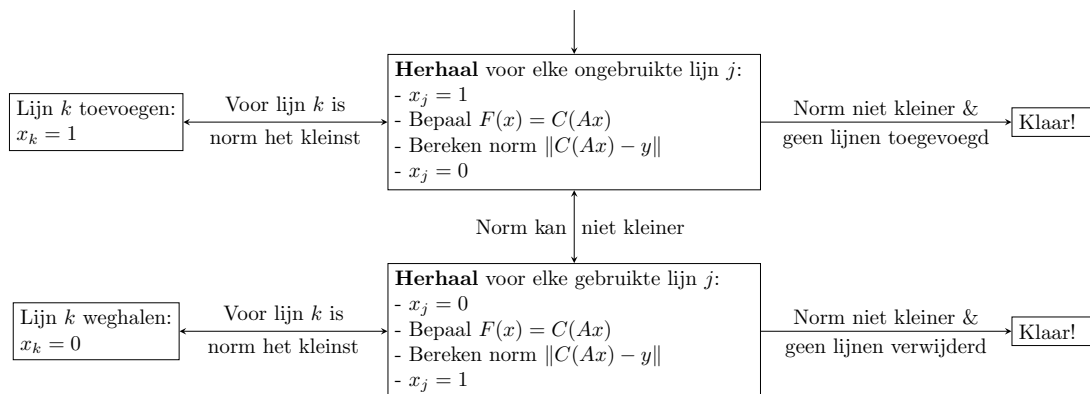 Herhaal voor elke ongebruikte lijn j:
- x_j = 1
- Bepaal F(x) = C(Ax)
- Bereken norm ‖C(Ax) − y‖
- x_j = 0
Lijn k toevoegen:
x_k = 1
Voor lijn k is
norm het kleinst
Norm niet kleiner &
geen lijnen toegevoegd
Klaar!
Norm kan niet kleiner
Herhaal voor elke gebruikte lijn j:
- x_j = 0
- Bepaal F(x) = C(Ax)
- Bereken norm ‖C(Ax) − y‖
- x_j = 1
Lijn k weghalen:
x_k = 0
Voor lijn k is
norm het kleinst
Norm niet kleiner &
geen lijnen verwijderd
Klaar!